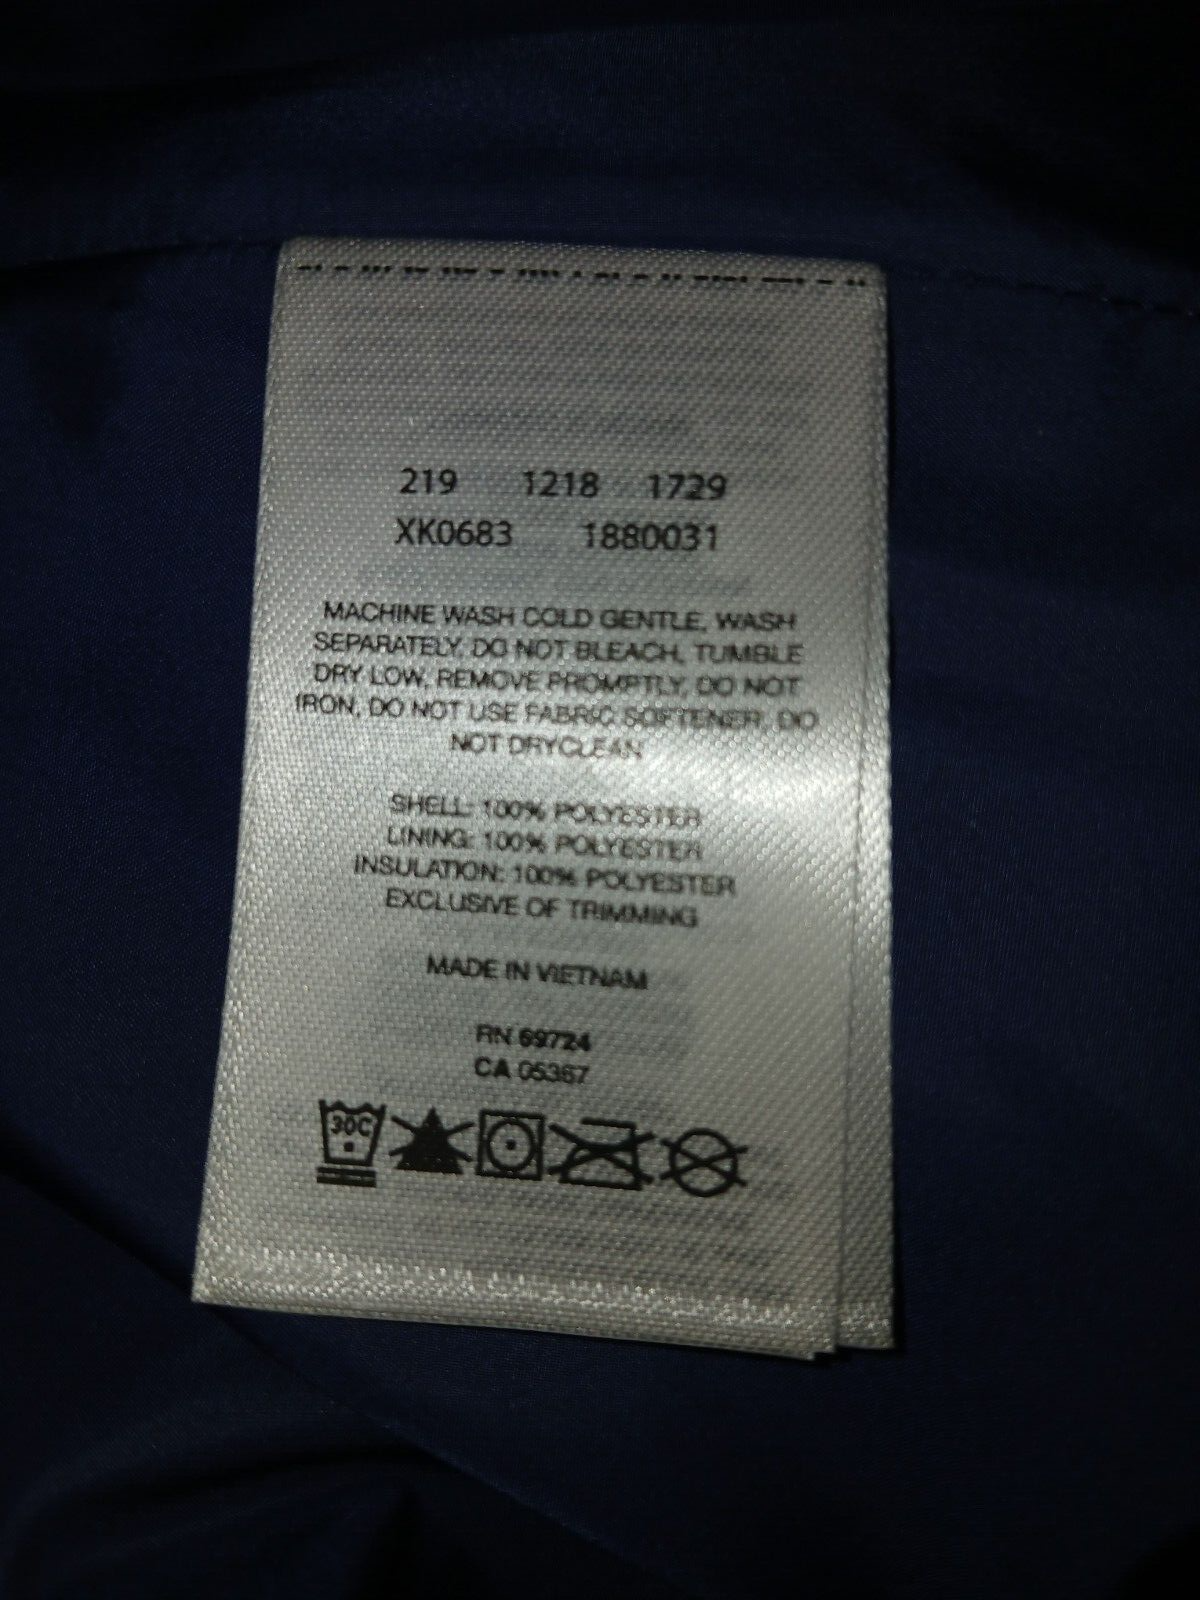 219 1218 1729
XK0683 1880031
MACHINE WASH COLD GENTLE, WASH
SEPARATELY, DO NOT BLEACH, TUMBLE
DRY LOW, REMOVE PROMPTLY, DO NOT
IRON, DO NOT USE FABRIC SOFTENER, DO
NOT DRYCLEAN
SHELL: 100% POLYESTER
LINING: 100% POLYESTER
INSULATION: 100% POLYESTER
EXCLUSIVE OF TRIMMING
MADE IN VIETNAM
RN 69724
CA 05367
30C